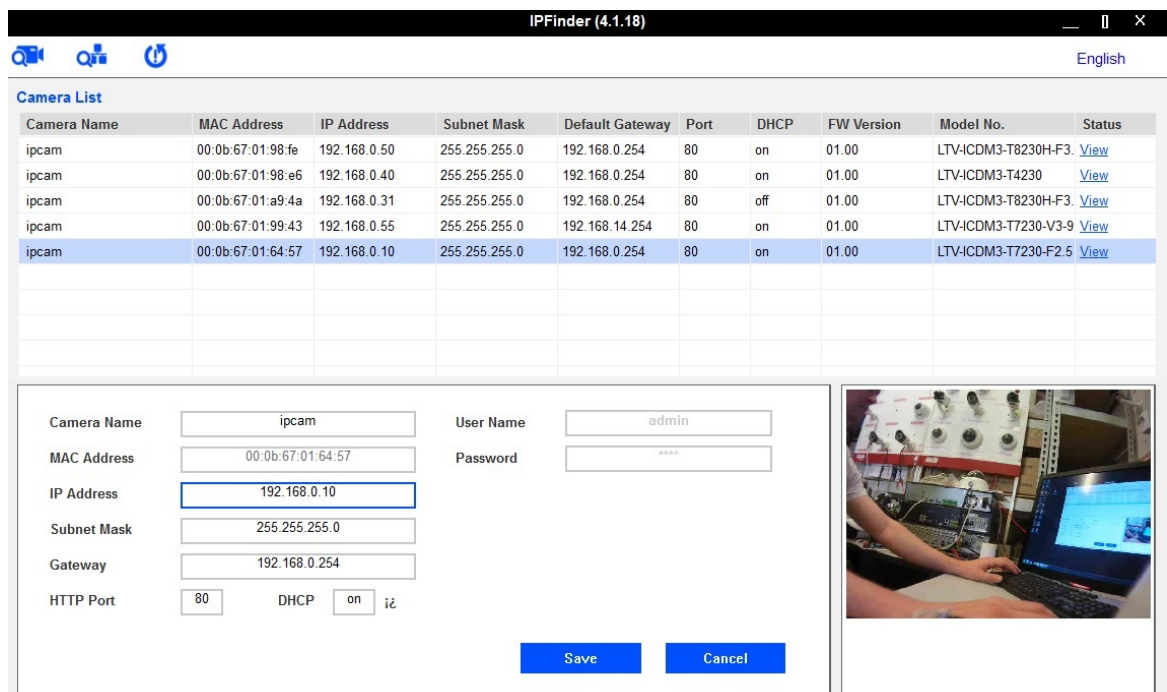 IPFinder (4.1.18)
English
Camera List
Camera Name MAC Address IP Address Subnet Mask Default Gateway Port DHCP FW Version Model No. Status
ipcam 00:0b:67:01:98:fe 192.168.0.50 255.255.255.0 192.168.0.254 80 on 01.00 LTV-ICDM3-T8230H-F3. View
ipcam 00:0b:67:01:98:e6 192.168.0.40 255.255.255.0 192.168.0.254 80 on 01.00 LTV-ICDM3-T4230 View
ipcam 00:0b:67:01:a9:4a 192.168.0.31 255.255.255.0 192.168.0.254 80 off 01.00 LTV-ICDM3-T8230H-F3. View
ipcam 00:0b:67:01:99:43 192.168.0.55 255.255.255.0 192.168.14.254 80 on 01.00 LTV-ICDM3-T7230-V3-9 View
ipcam 00:0b:67:01:64:57 192.168.0.10 255.255.255.0 192.168.0.254 80 on 01.00 LTV-ICDM3-T7230-F2.5 View
Camera Name ipcam User Name admin
MAC Address 00:0b:67:01:64:57 Password ****
IP Address 192.168.0.10
Subnet Mask 255.255.255.0
Gateway 192.168.0.254
HTTP Port 80 DHCP on ¡¿
Save Cancel